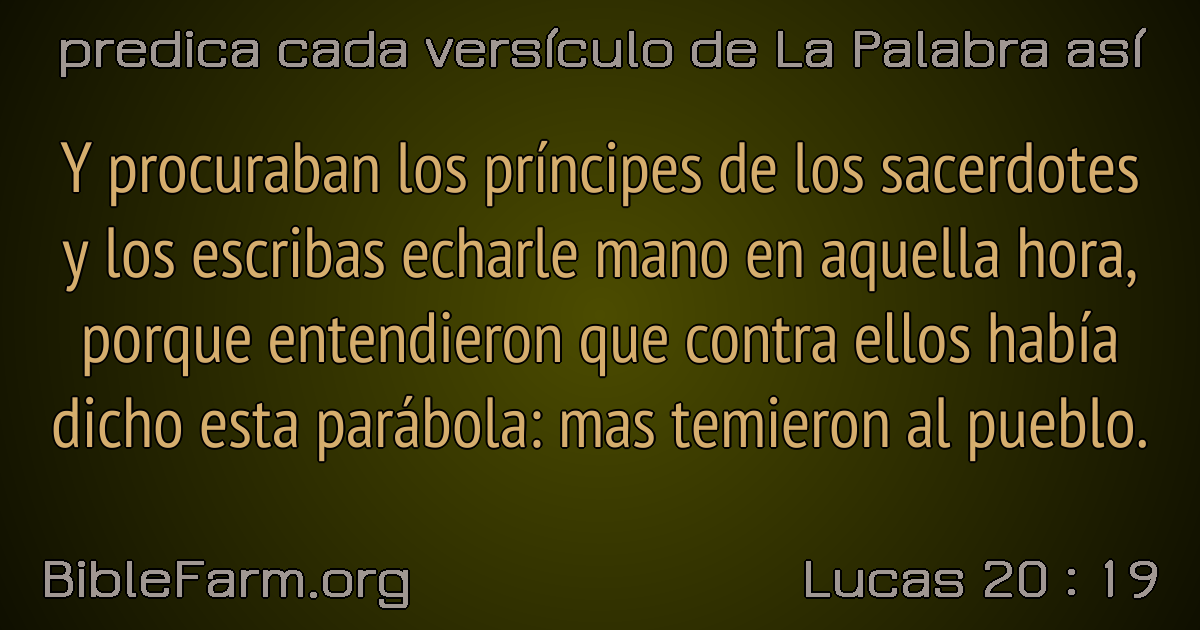 predica cada versículo de La Palabra así
Y procuraban los príncipes de los sacerdotes
y los escribas echarle mano en aquella hora,
porque entendieron que contra ellos había
dicho esta parábola: mas temieron al pueblo.
BibleFarm.org
Lucas 20 : 19